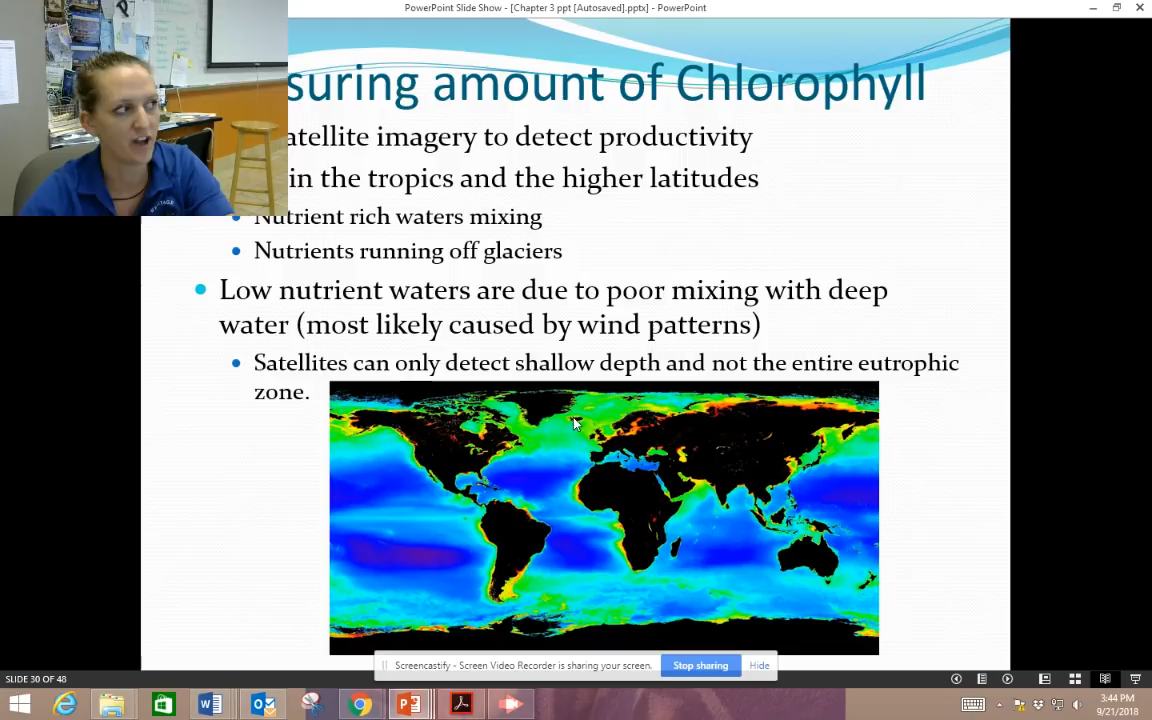 PowerPoint Slide Show - [Chapter 3 ppt [Autosaved].pptx] - PowerPoint
suring amount of Chlorophyll
atellite imagery to detect productivity
in the tropics and the higher latitudes
Nutrient rich waters mixing
Nutrients running off glaciers
Low nutrient waters are due to poor mixing with deep
water (most likely caused by wind patterns)
Satellites can only detect shallow depth and not the entire eutrophic
zone.
Screencastify - Screen Video Recorder is sharing your screen. Stop sharing Hide
SLIDE 30 OF 48
3:44 PM
9/21/2018